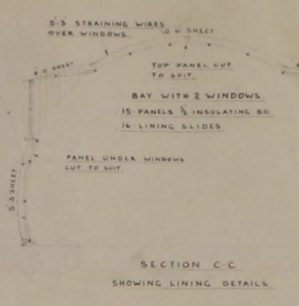 5-3 STRAINING WIRES
OVER WINDOWS.
10 G SHEET
G SHEET
TOP PANEL CUT
TO SUIT.
BAY WITH 2 WINDOWS.
15-PANELS ½ INSULATING BD
16-LINING SLIDES
PANEL UNDER WINDOWS
CUT TO SUIT
5-3 SHEET
SECTION C·C
SHOWING LINING DETAILS